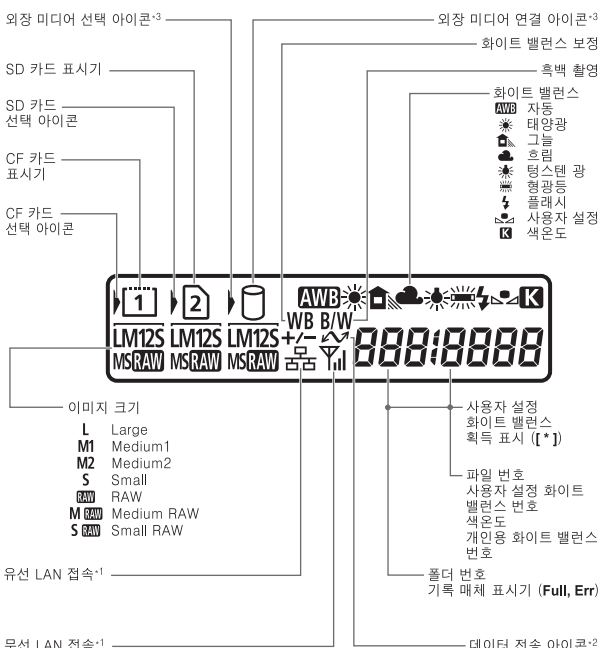 외장 미디어 선택 아이콘*3
외장 미디어 연결 아이콘*3
화이트 밸런스 보정
SD 카드 표시기
흑백 촬영
SD 카드
선택 아이콘
화이트 밸런스
AWB 자동
태양광
그늘
흐림
텅스텐 광
형광등
플래시
사용자 설정
K 색온도
CF 카드
표시기
CF 카드
선택 아이콘
1 2 AWB K
WB B/W
LM12S LM12S LM12S +/- 888:8888
MS RAW MS RAW MS RAW
이미지 크기
L Large
M1 Medium1
M2 Medium2
S Small
RAW RAW
M RAW Medium RAW
S RAW Small RAW
사용자 설정
화이트 밸런스
획득 표시 ([ * ])
파일 번호
사용자 설정 화이트
밸런스 번호
색온도
개인용 화이트 밸런스
번호
유선 LAN 접속*1
폴더 번호
기록 매체 표시기 (Full, Err)
무선 LAN 접속*1
데이터 전송 아이콘*2